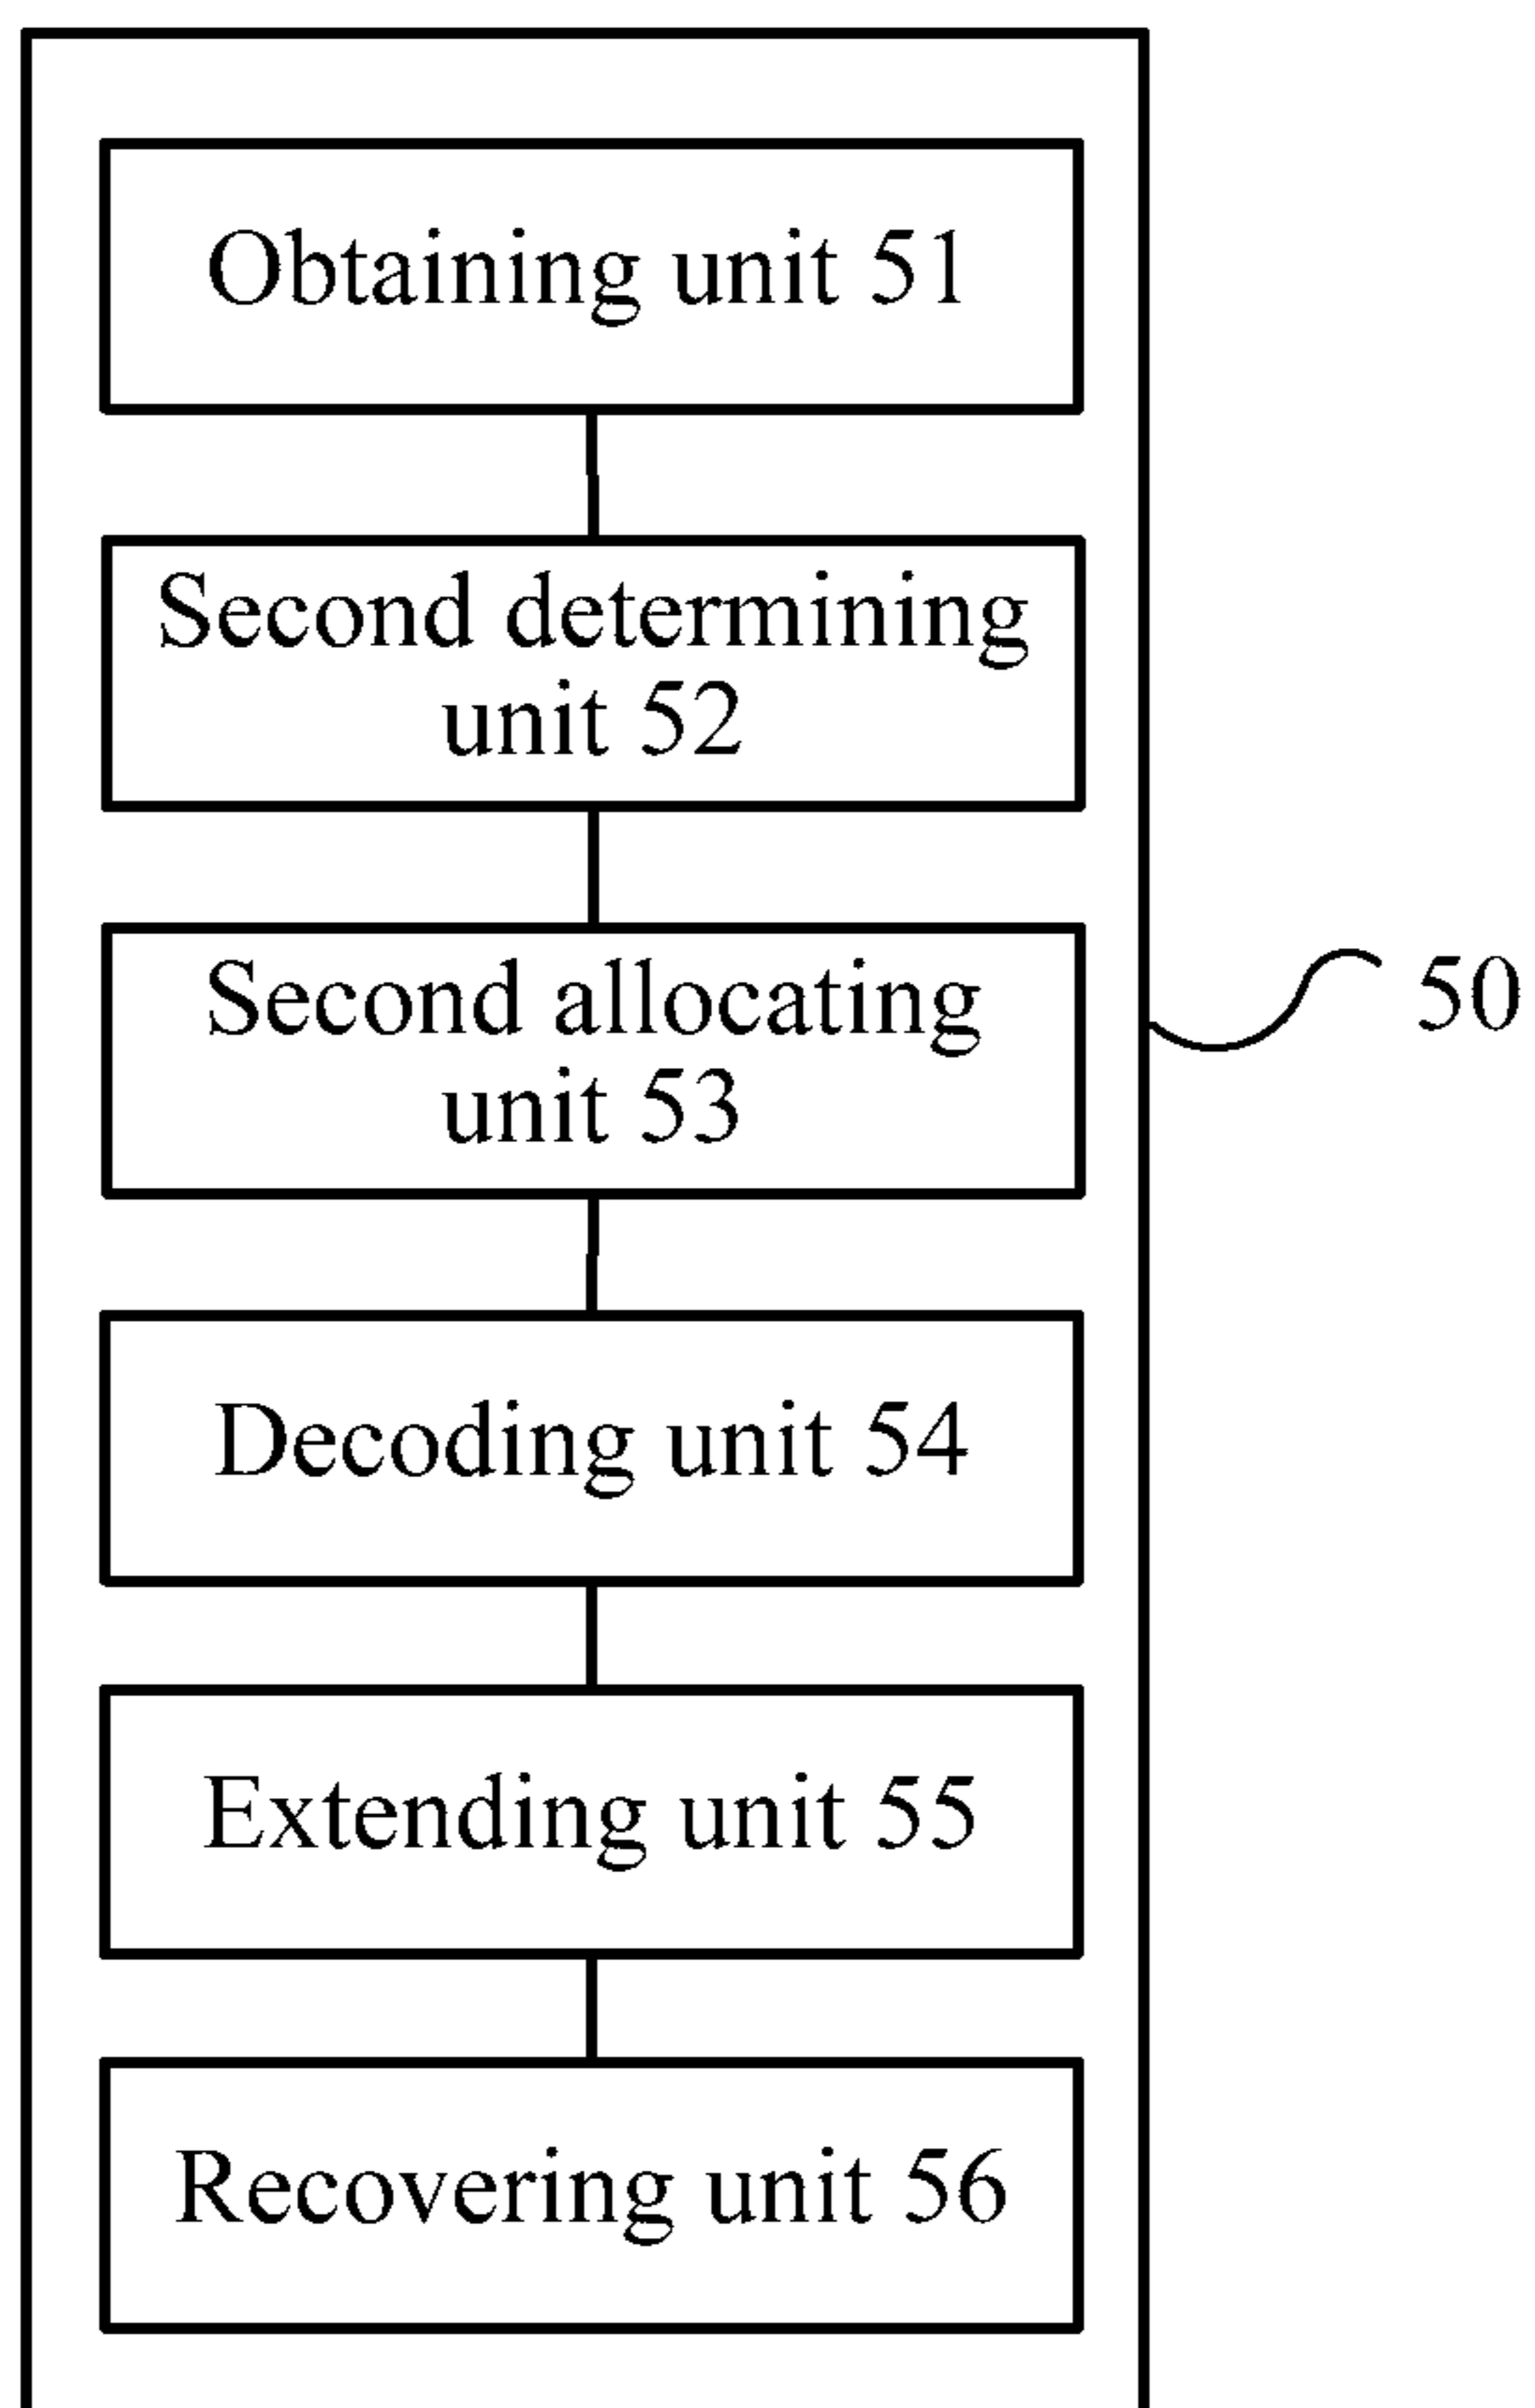 Obtaining unit 51
Second determining
unit 52
Second allocating
unit 53
50
Decoding unit 54
Extending unit 55
Recovering unit 56